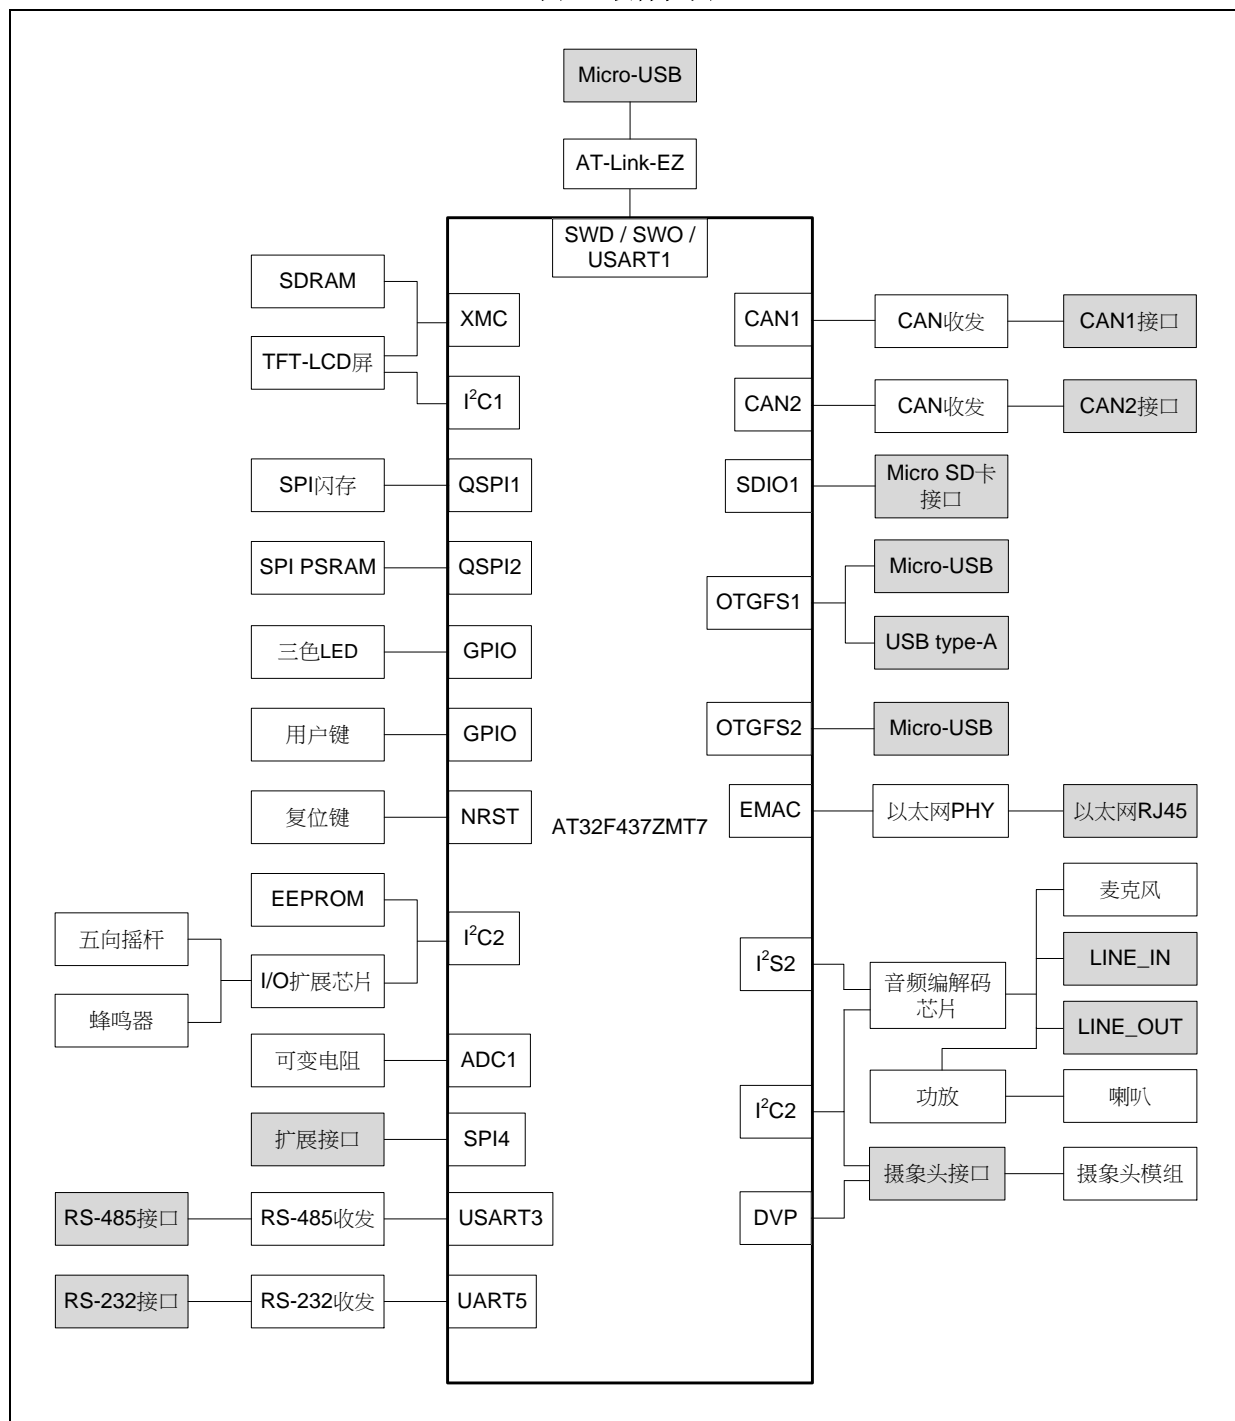 Micro-USB
AT-Link-EZ
SWD / SWO /
USART1
SDRAM
XMC
TFT-LCD屏
I²C1
SPI闪存
QSPI1
SPI PSRAM
QSPI2
三色LED
GPIO
用户键
GPIO
复位键
NRST
EEPROM
五向摇杆
I²C2
I/O扩展芯片
蜂鸣器
可变电阻
ADC1
扩展接口
SPI4
RS-485接口
RS-485收发
USART3
RS-232接口
RS-232收发
UART5
AT32F437ZMT7
CAN1
CAN收发
CAN1接口
CAN2
CAN收发
CAN2接口
SDIO1
Micro SD卡
接口
OTGFS1
Micro-USB
USB type-A
OTGFS2
Micro-USB
EMAC
以太网PHY
以太网RJ45
I²S2
音频编解码
芯片
麦克风
LINE_IN
LINE_OUT
功放
喇叭
I²C2
摄象头接口
摄象头模组
DVP